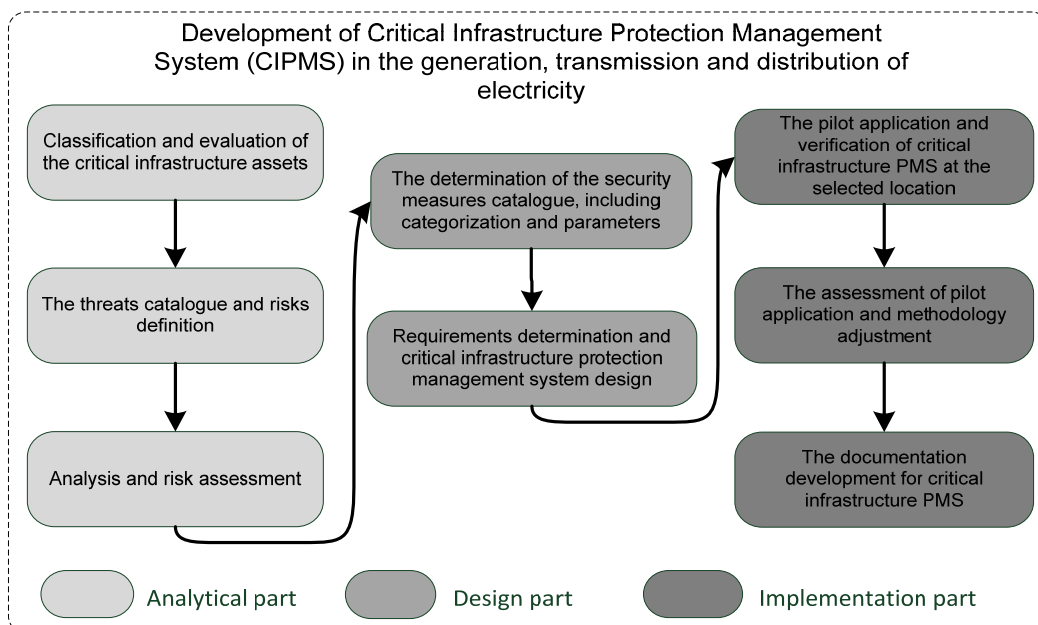 Development of Critical Infrastructure Protection Management
System (CIPMS) in the generation, transmission and distribution of
electricity
Classification and evaluation of
the critical infrastructure assets
The threats catalogue and risks
definition
Analysis and risk assessment
The determination of the security
measures catalogue, including
categorization and parameters
Requirements determination and
critical infrastructure protection
management system design
The pilot application and
verification of critical
infrastructure PMS at the
selected location
The assessment of pilot
application and methodology
adjustment
The documentation
development for critical
infrastructure PMS
Analytical part
Design part
Implementation part